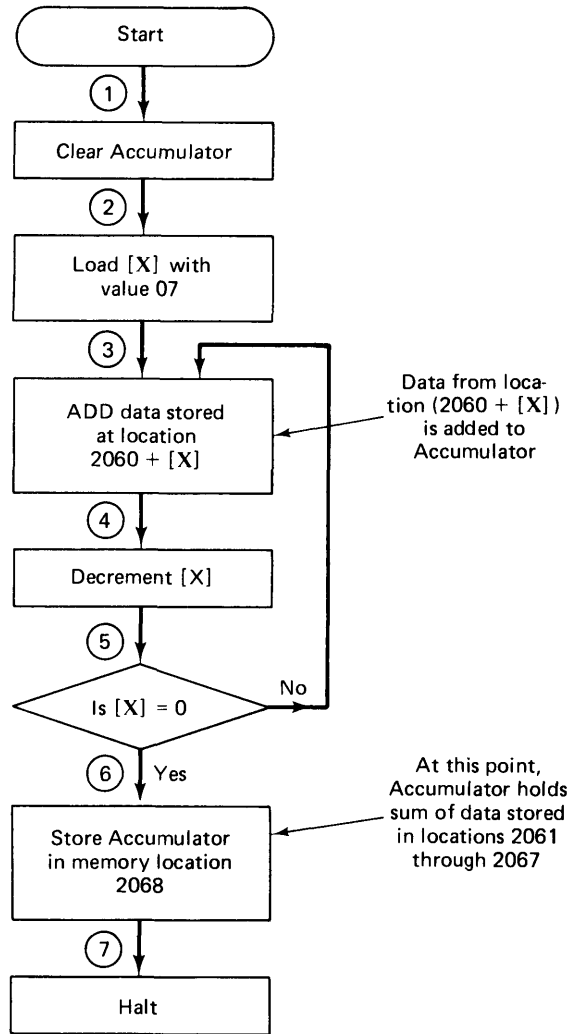 Start
1
Clear Accumulator
2
Load [X] with
value 07
3
ADD data stored
at location
2060 + [X]
Data from loca-
tion (2060 + [X])
is added to
Accumulator
4
Decrement [X]
5
Is [X] = 0
No
6
Yes
At this point,
Accumulator holds
sum of data stored
in locations 2061
through 2067
Store Accumulator
in memory location
2068
7
Halt